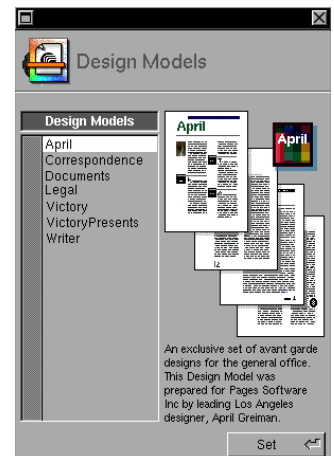 Design Models
Design Models
April
Correspondence
Documents
Legal
Victory
VictoryPresents
Writer
April
April
An exclusive set of avant garde
designs for the general office.
This Design Model was
prepared for Pages Software
Inc by leading Los Angeles
designer, April Greiman.
Set